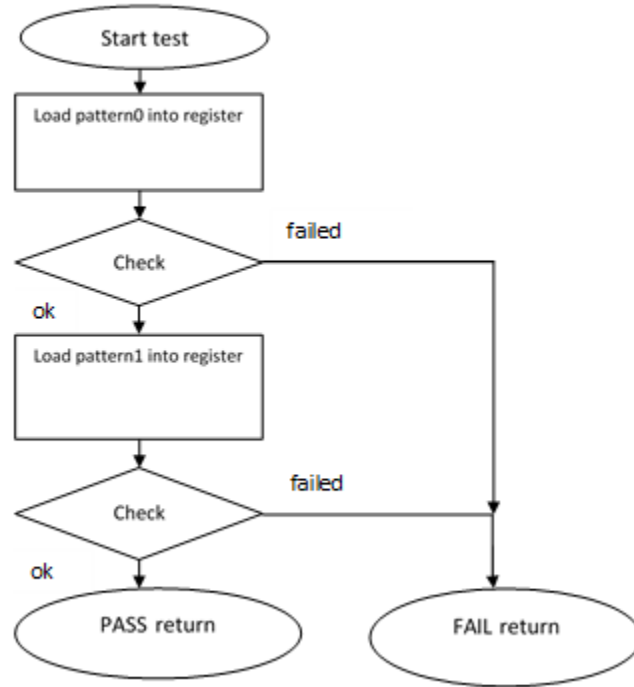 Start test
Load pattern0 into register
Check
failed
ok
Load pattern1 into register
Check
failed
ok
PASS return
FAIL return